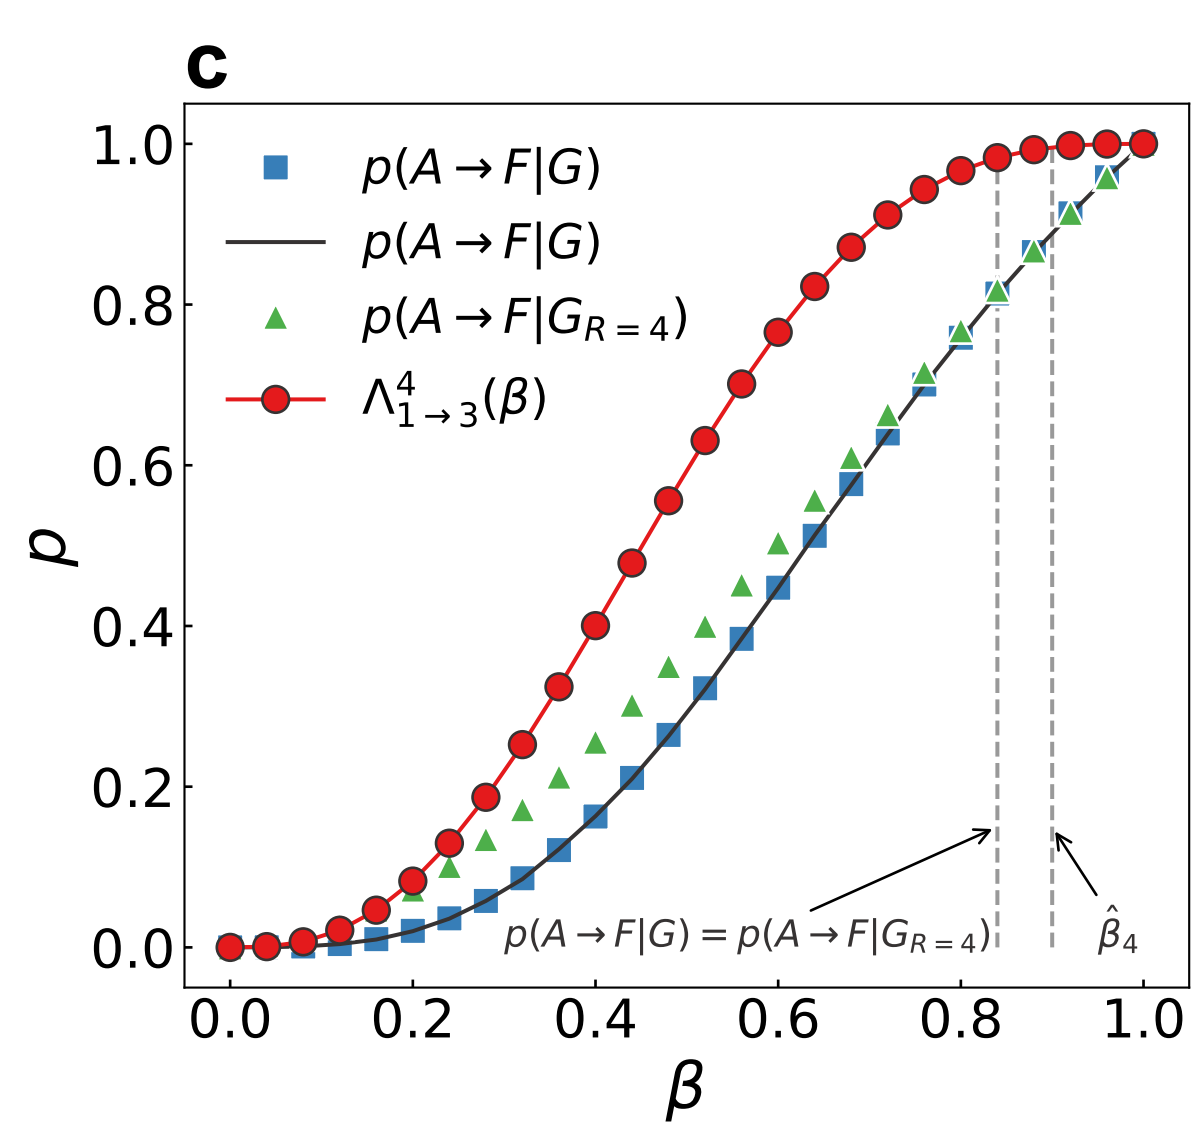 c
1.0
0.8
0.6
0.4
0.2
0.0
p
p(A→F|G)
p(A→F|G)
p(A→F|G_{R=4})
Λ^4_{1→3}(β)
p(A→F|G) = p(A→F|G_{R=4})
β̂_4
0.0 0.2 0.4 0.6 0.8 1.0
β